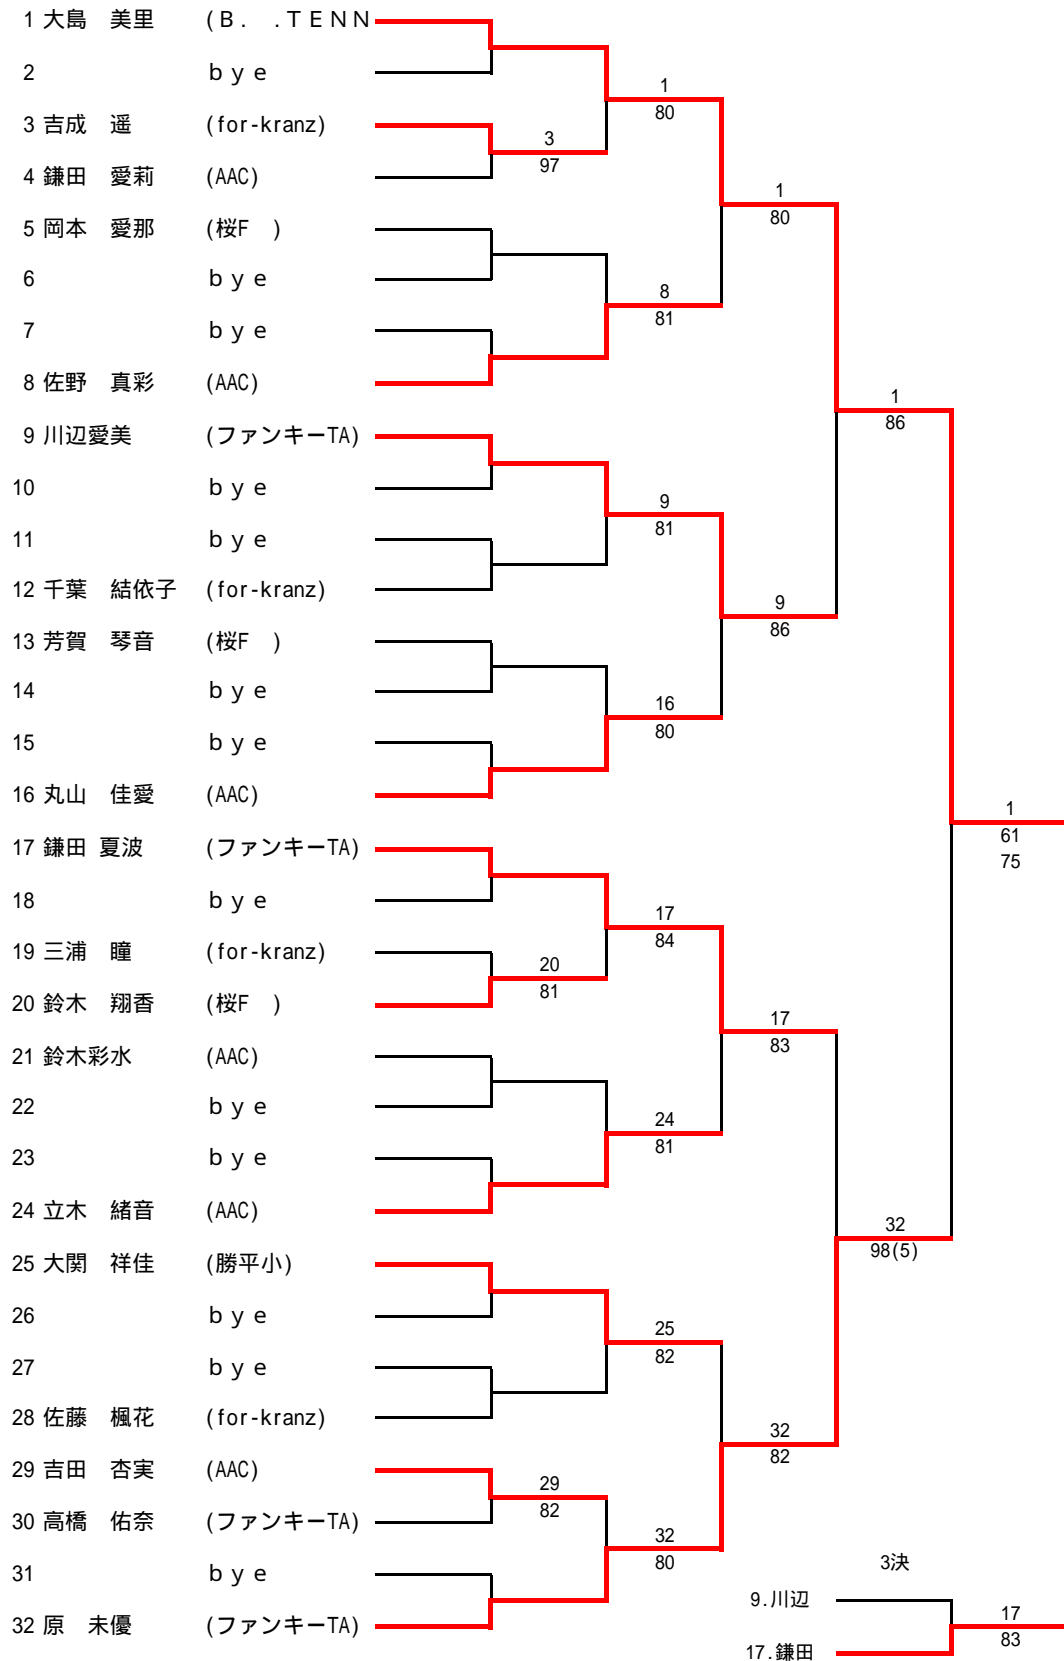 1 大島　美里 (B. .TENN
2 bye
1
80
3 吉成　遥 (for-kranz)
3
97
4 鎌田　愛莉 (AAC)
1
80
5 岡本　愛那 (桜F　)
6 bye
8
81
7 bye
8 佐野　真彩 (AAC)
1
86
9 川辺愛美 (ファンキーTA)
10 bye
9
81
11 bye
12 千葉　結依子 (for-kranz)
9
86
13 芳賀　琴音 (桜F　)
14 bye
16
80
15 bye
16 丸山　佳愛 (AAC)
1
61
75
17 鎌田 夏波 (ファンキーTA)
18 bye
17
84
19 三浦　瞳 (for-kranz)
20
81
20 鈴木　翔香 (桜F　)
17
83
21 鈴木彩水 (AAC)
22 bye
24
81
23 bye
24 立木　緒音 (AAC)
32
98(5)
25 大関　祥佳 (勝平小)
26 bye
25
82
27 bye
28 佐藤　楓花 (for-kranz)
32
82
29 吉田　杏実 (AAC)
29
82
30 高橋　佑奈 (ファンキーTA)
32
80
31 bye
32 原　未優 (ファンキーTA)
3決
9.川辺
17
83
17.鎌田